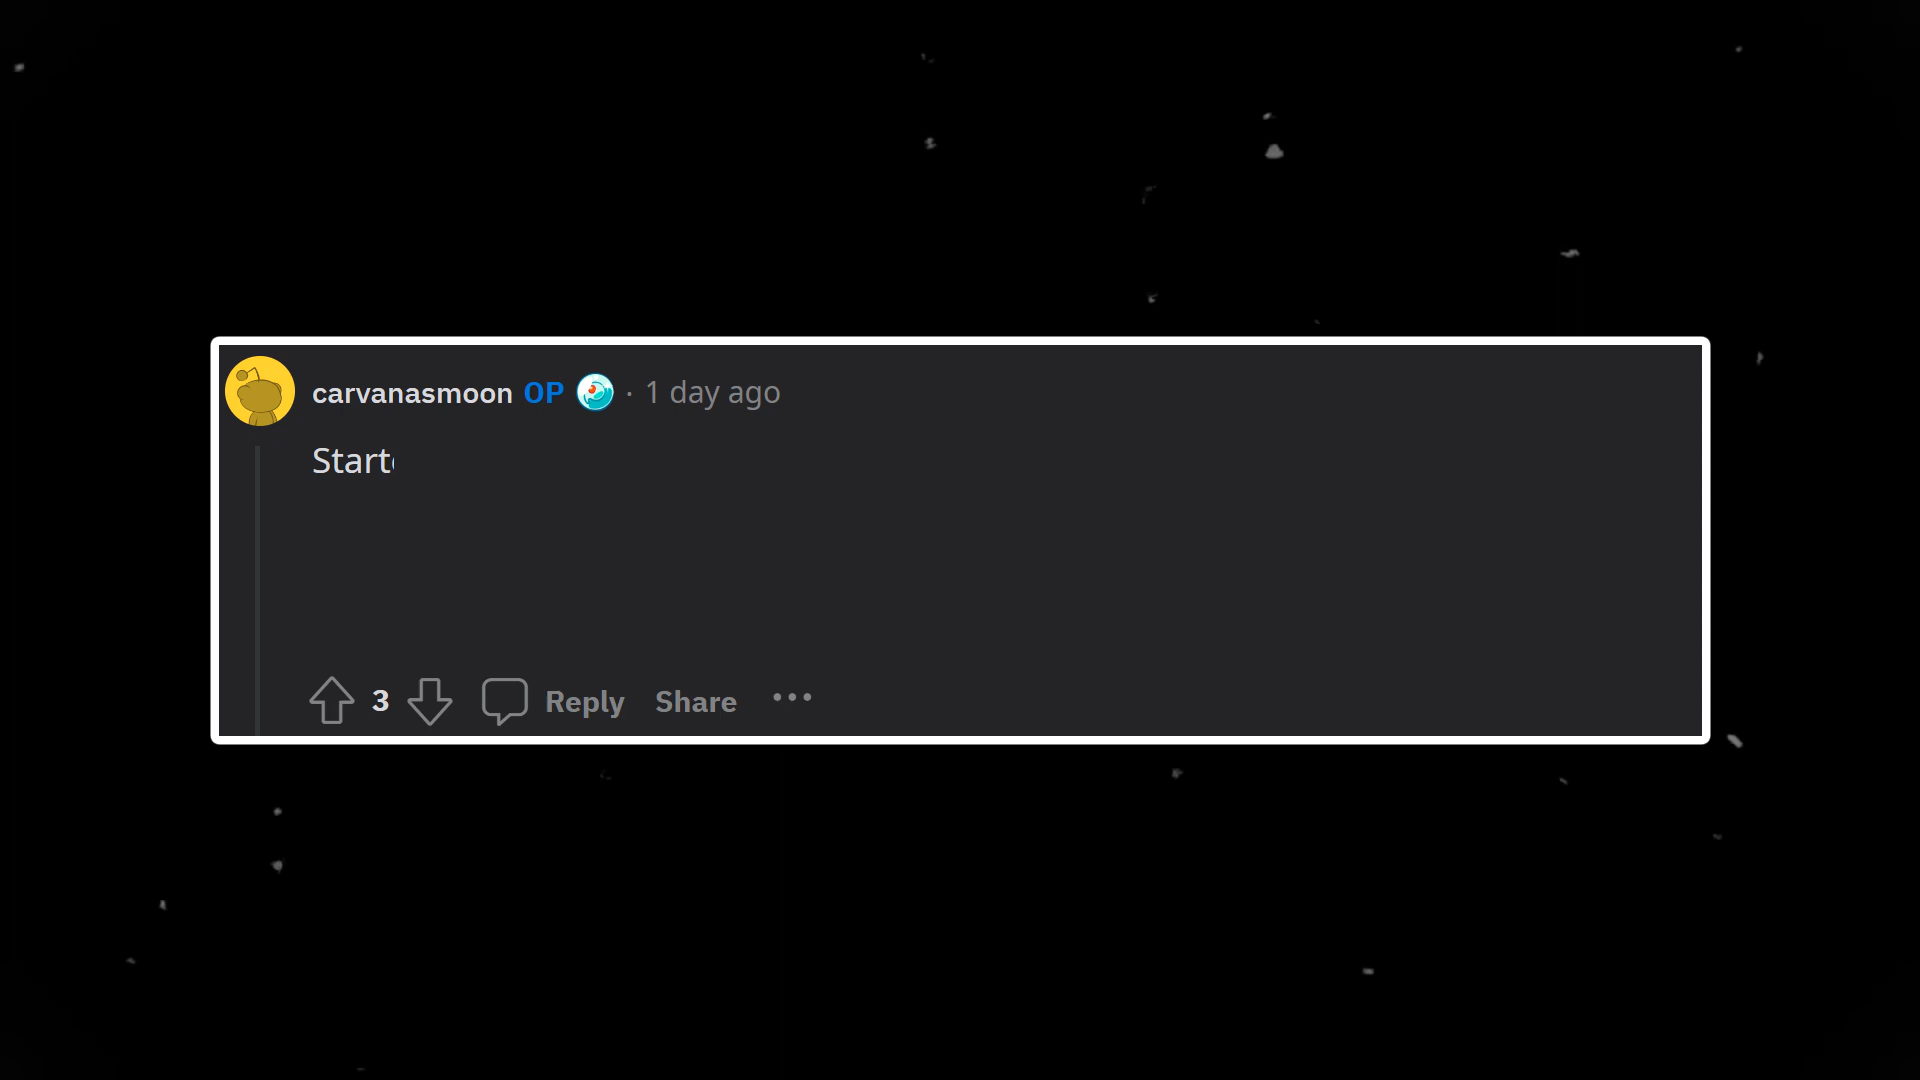 carvanasmoon OP · 1 day ago
Start
3 Reply Share •••